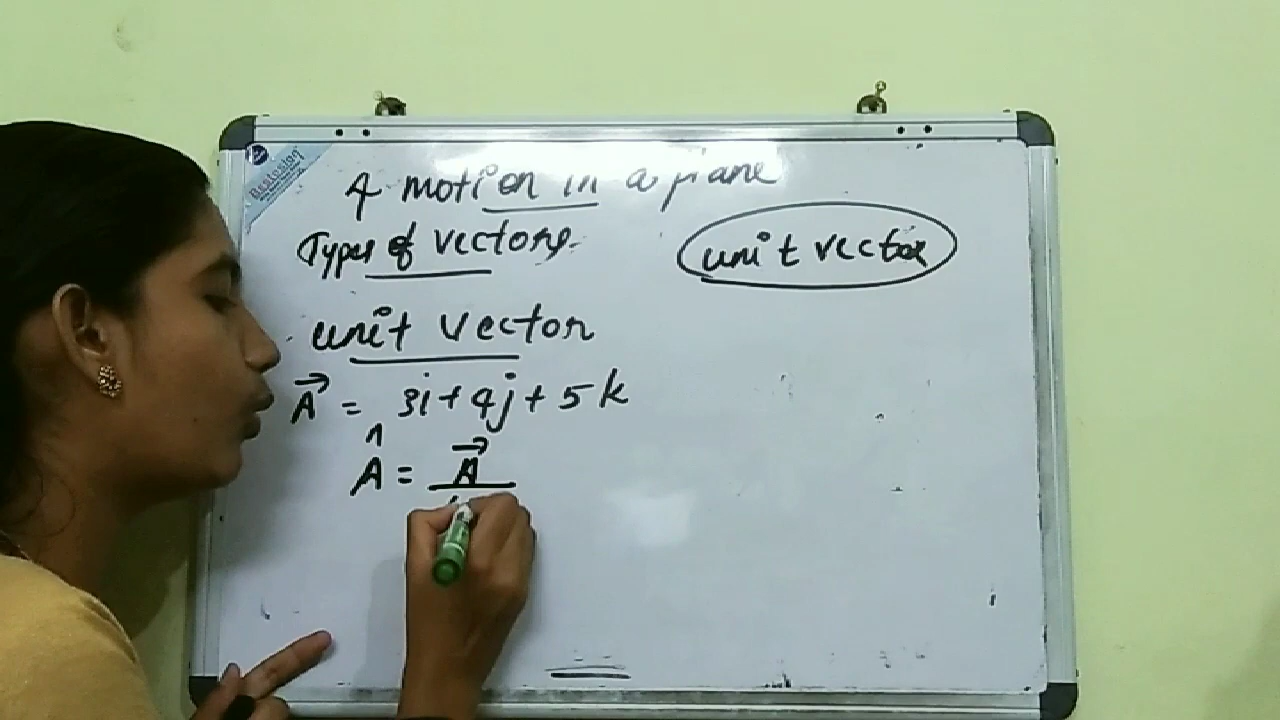 4 motion in a plane
Types of vectors
unit vector
unit vector
A⃗ = 3i + 4j + 5k
Â = A⃗